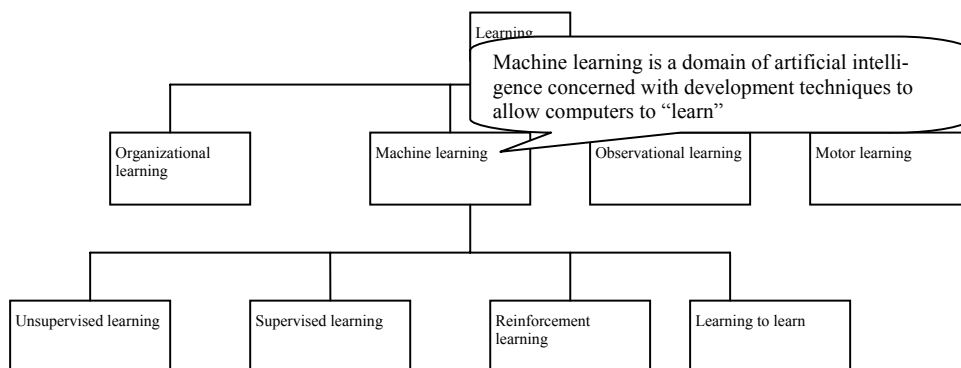 Learning
Machine learning is a domain of artificial intelli-
gence concerned with development techniques to
allow computers to “learn”
Organizational
learning
Machine learning
Observational learning
Motor learning
Unsupervised learning
Supervised learning
Reinforcement
learning
Learning to learn